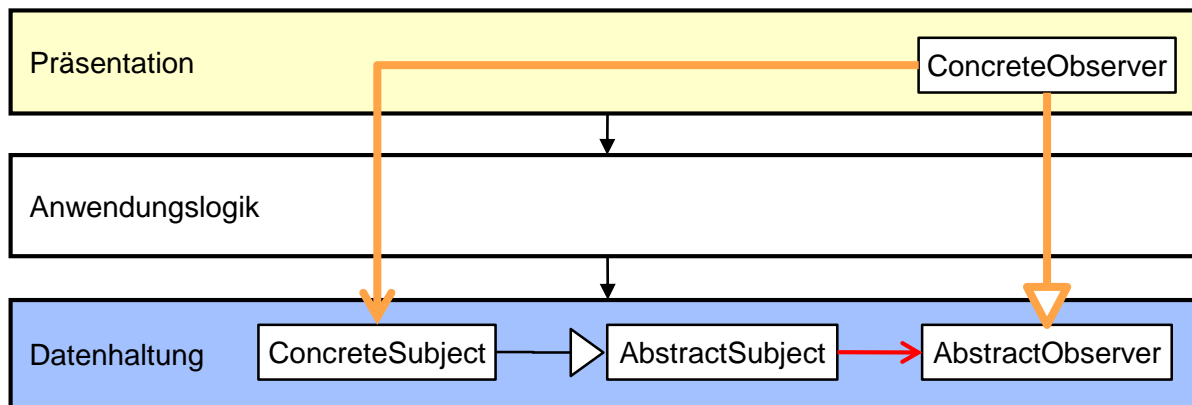 Präsentation
ConcreteObserver
Anwendungslogik
Datenhaltung
ConcreteSubject
AbstractSubject
AbstractObserver